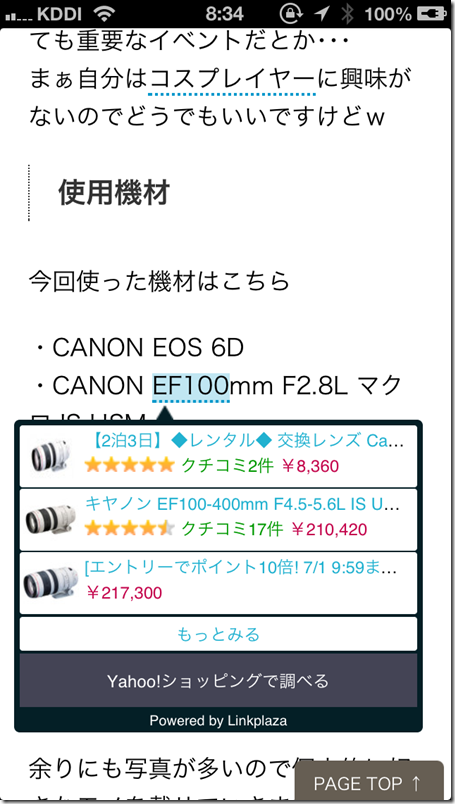 KDDI 8:34 100%
ても重要なイベントだとか･･･
まぁ自分はコスプレイヤーに興味が
ないのでどうでもいいですけどｗ
使用機材
今回使った機材はこちら
・CANON EOS 6D
・CANON EF100mm F2.8L マク
ロ IS USM
【2泊3日】◆レンタル◆ 交換レンズ Ca...
クチコミ2件 ￥8,360
キヤノン EF100-400mm F4.5-5.6L IS U...
クチコミ17件 ￥210,420
[エントリーでポイント10倍! 7/1 9:59ま...
￥217,300
もっとみる
Yahoo!ショッピングで調べる
Powered by Linkplaza
余りにも写真が多いので
PAGE TOP ↑